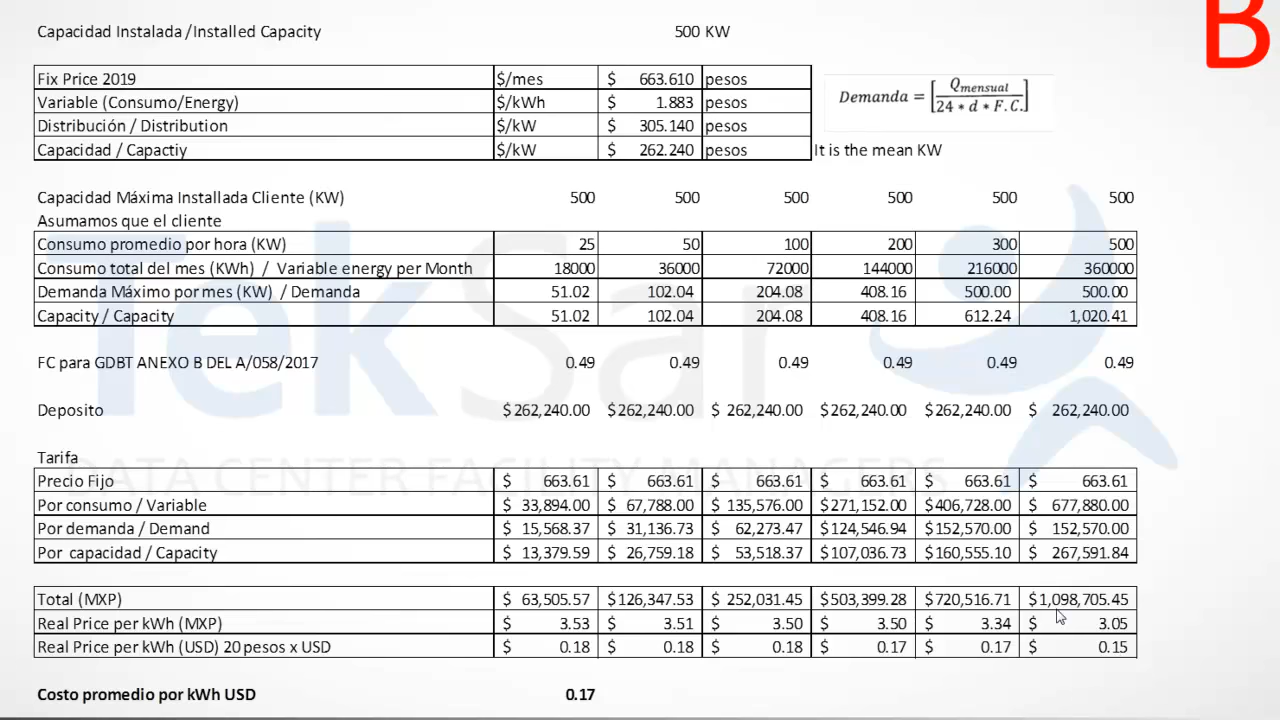 B
Capacidad Instalada /Installed Capacity 500 KW
Fix Price 2019 $/mes $ 663.610 pesos
Variable (Consumo/Energy) $/kWh $ 1.883 pesos
Distribución / Distribution $/kW $ 305.140 pesos
Capacidad / Capactiy $/kW $ 262.240 pesos
Demanda = [Qmensual / 24 * d * F.C.]
It is the mean KW
Capacidad Máxima Installada Cliente (KW) 500 500 500 500 500 500
Asumamos que el cliente
Consumo promedio por hora (KW) 25 50 100 200 300 500
Consumo total del mes (KWh) / Variable energy per Month 18000 36000 72000 144000 216000 360000
Demanda Máximo por mes (KW) / Demanda 51.02 102.04 204.08 408.16 500.00 500.00
Capacity / Capacity 51.02 102.04 204.08 408.16 612.24 1,020.41
FC para GDBT ANEXO B DEL A/058/2017 0.49 0.49 0.49 0.49 0.49 0.49
Deposito $262,240.00 $262,240.00 $ 262,240.00 $262,240.00 $262,240.00 $ 262,240.00
Tarifa
Precio Fijo $ 663.61 $ 663.61 $ 663.61 $ 663.61 $ 663.61 $ 663.61
Por consumo / Variable $ 33,894.00 $ 67,788.00 $ 135,576.00 $271,152.00 $406,728.00 $ 677,880.00
Por demanda / Demand $ 15,568.37 $ 31,136.73 $ 62,273.47 $124,546.94 $152,570.00 $ 152,570.00
Por capacidad / Capacity $ 13,379.59 $ 26,759.18 $ 53,518.37 $107,036.73 $160,555.10 $ 267,591.84
Total (MXP) $ 63,505.57 $126,347.53 $ 252,031.45 $503,399.28 $720,516.71 $1,098,705.45
Real Price per kWh (MXP) $ 3.53 $ 3.51 $ 3.50 $ 3.50 $ 3.34 $ 3.05
Real Price per kWh (USD) 20 pesos x USD $ 0.18 $ 0.18 $ 0.18 $ 0.17 $ 0.17 $ 0.15
Costo promedio por kWh USD 0.17
TekSar
DATA CENTER FACILITY MANAGERS